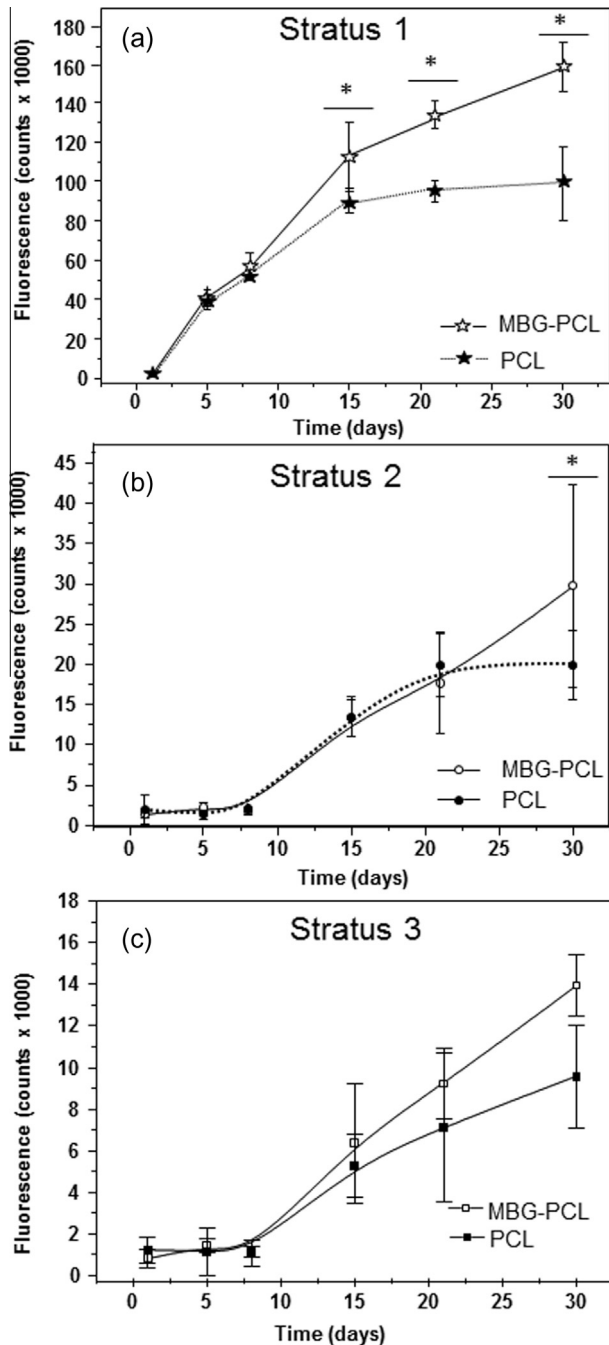 (a) Stratus 1
Fluorescence (counts x 1000)
180
160
140
120
100
80
60
40
20
0
*
*
*
MBG-PCL
PCL
0 5 10 15 20 25 30
Time (days)
(b) Stratus 2
Fluorescence (counts x 1000)
45
40
35
30
25
20
15
10
5
0
*
MBG-PCL
PCL
0 5 10 15 20 25 30
Time (days)
(c) Stratus 3
Fluorescence (counts x 1000)
18
16
14
12
10
8
6
4
2
0
MBG-PCL
PCL
0 5 10 15 21 25 30
Time (days)